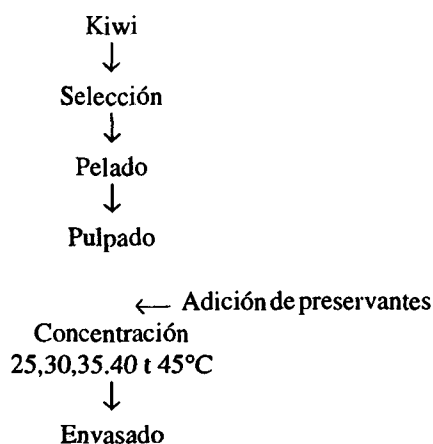 Kiwi
Selección
Pelado
Pulpado
Adición de preservantes
Concentración
25,30,35.40 t 45°C
Envasado